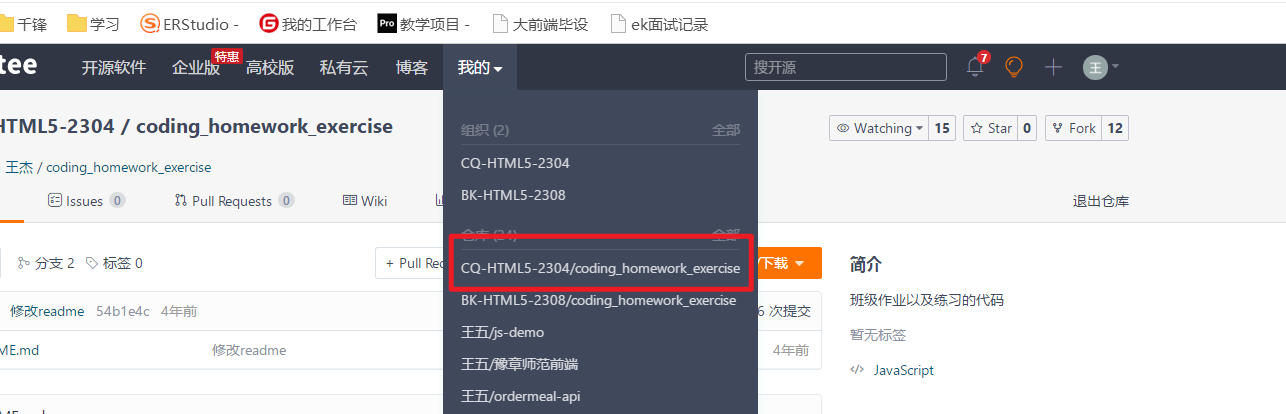 千锋 学习 ERStudio - 我的工作台 Pro 教学项目 - 大前端毕设 ek面试记录
tee 开源软件 企业版 特惠 高校版 私有云 博客 我的 搜开源 7 王
HTML5-2304 / coding_homework_exercise Watching 15 Star 0 Fork 12
王杰 / coding_homework_exercise
Issues 0 Pull Requests 0 Wiki 退出仓库
组织 (2) 全部
CQ-HTML5-2304
BK-HTML5-2308
仓库 (24) 全部
CQ-HTML5-2304/coding_homework_exercise
BK-HTML5-2308/coding_homework_exercise
王五/js-demo
王五/豫章师范前端
王五/ordermeal-api
分支 2 标签 0 + Pull Rec /下载
修改readme 54b1e4c 4年前 6 次提交
ME.md 修改readme 4年前
简介
班级作业以及练习的代码
暂无标签
JavaScript